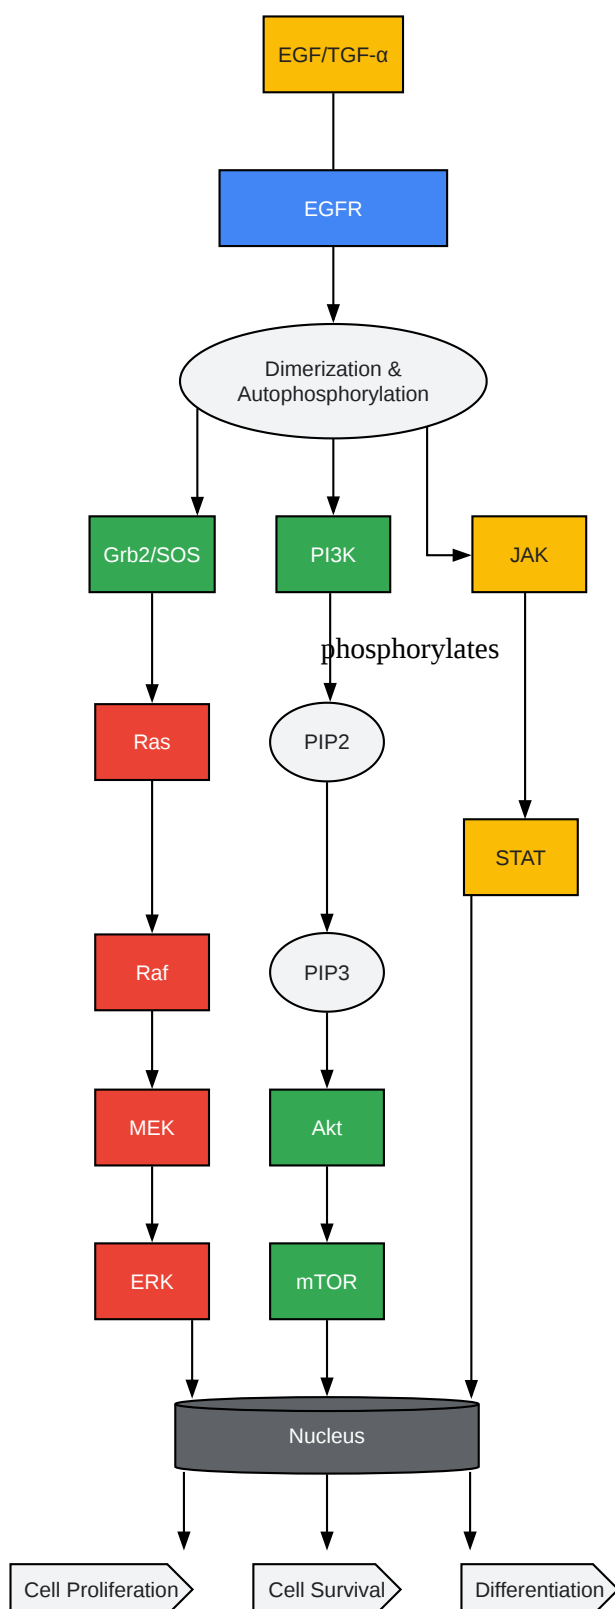 EGF/TGF-α
EGFR
Dimerization &
Autophosphorylation
Grb2/SOS
PI3K
JAK
phosphorylates
Ras
PIP2
STAT
Raf
PIP3
MEK
Akt
ERK
mTOR
Nucleus
Cell Proliferation
Cell Survival
Differentiation